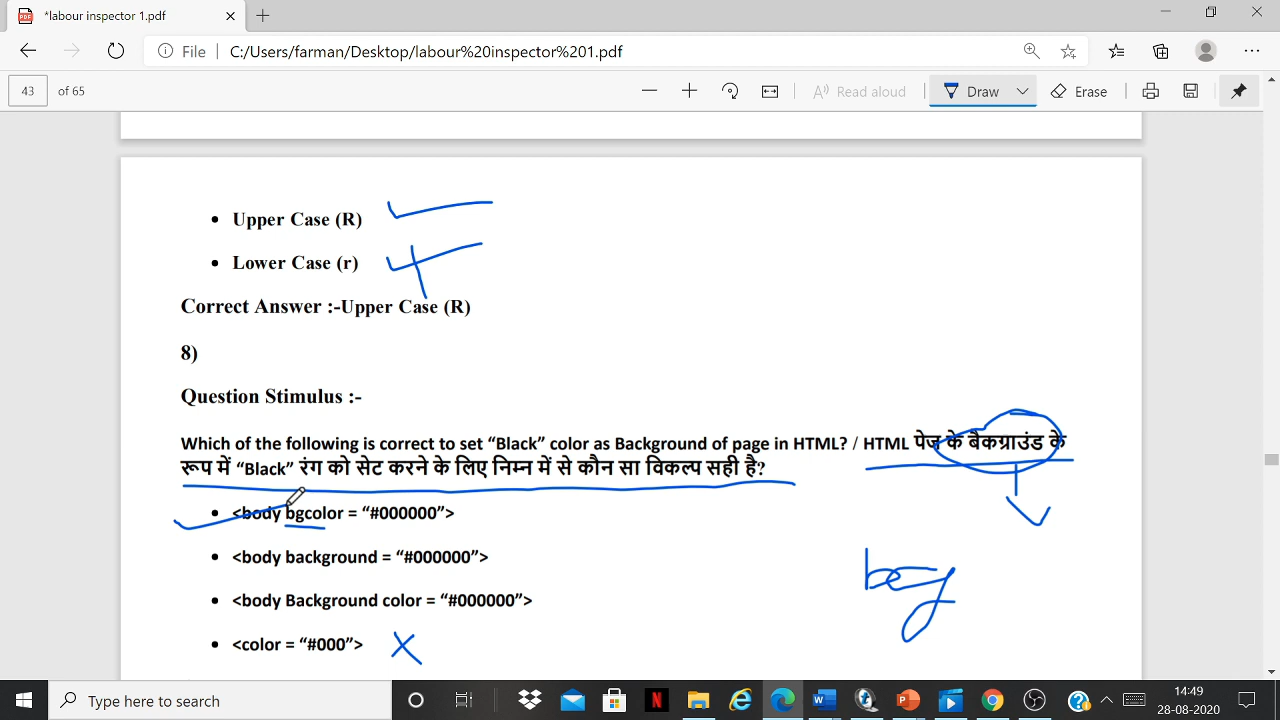 *labour inspector 1.pdf
File
C:/Users/farman/Desktop/labour%20inspector%201.pdf
43 of 65
Read aloud
Draw
Erase
• Upper Case (R)
• Lower Case (r)
Correct Answer :-Upper Case (R)
8)
Question Stimulus :-
Which of the following is correct to set “Black” color as Background of page in HTML? / HTML पेज के बैकग्राउंड के
रूप में “Black” रंग को सेट करने के लिए निम्न में से कौन सा विकल्प सही है?
• <body bgcolor = “#000000”>
• <body background = “#000000”>
• <body Background color = “#000000”>
• <color = “#000”>
Type here to search
14:49
28-08-2020